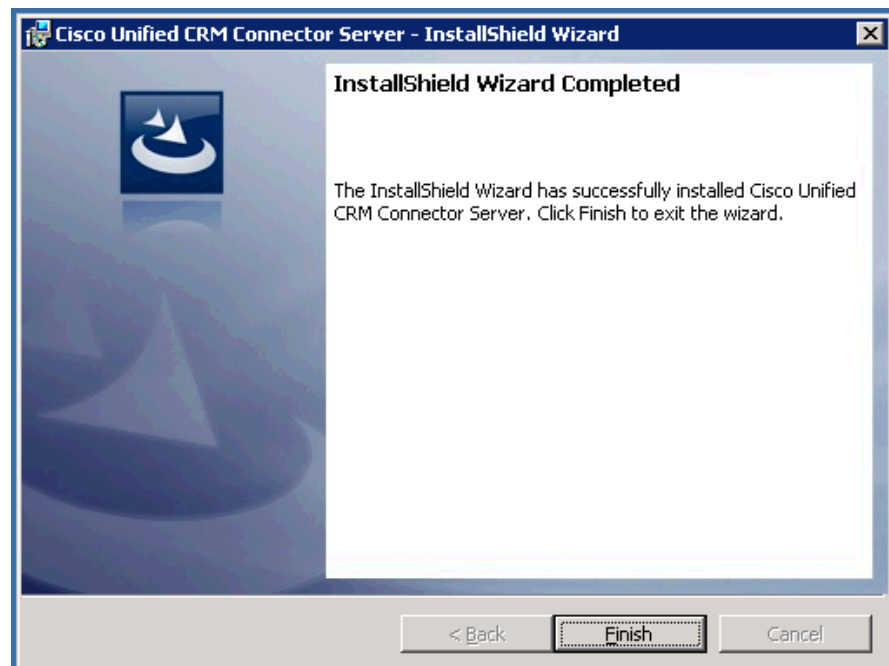 Cisco Unified CRM Connector Server - InstallShield Wizard
InstallShield Wizard Completed
The InstallShield Wizard has successfully installed Cisco Unified
CRM Connector Server. Click Finish to exit the wizard.
< Back
Finish
Cancel